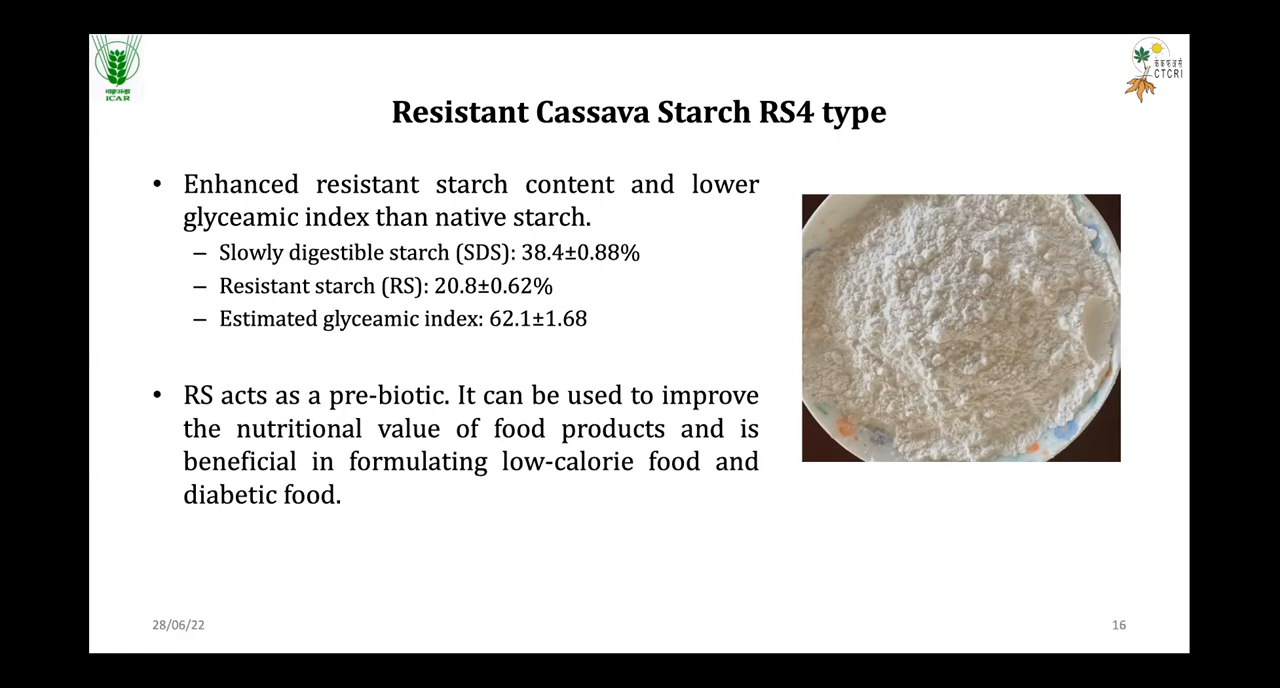 ICAR
CTCRI
Resistant Cassava Starch RS4 type
• Enhanced resistant starch content and lower
glyceamic index than native starch.
– Slowly digestible starch (SDS): 38.4±0.88%
– Resistant starch (RS): 20.8±0.62%
– Estimated glyceamic index: 62.1±1.68
• RS acts as a pre-biotic. It can be used to improve
the nutritional value of food products and is
beneficial in formulating low-calorie food and
diabetic food.
28/06/22
16